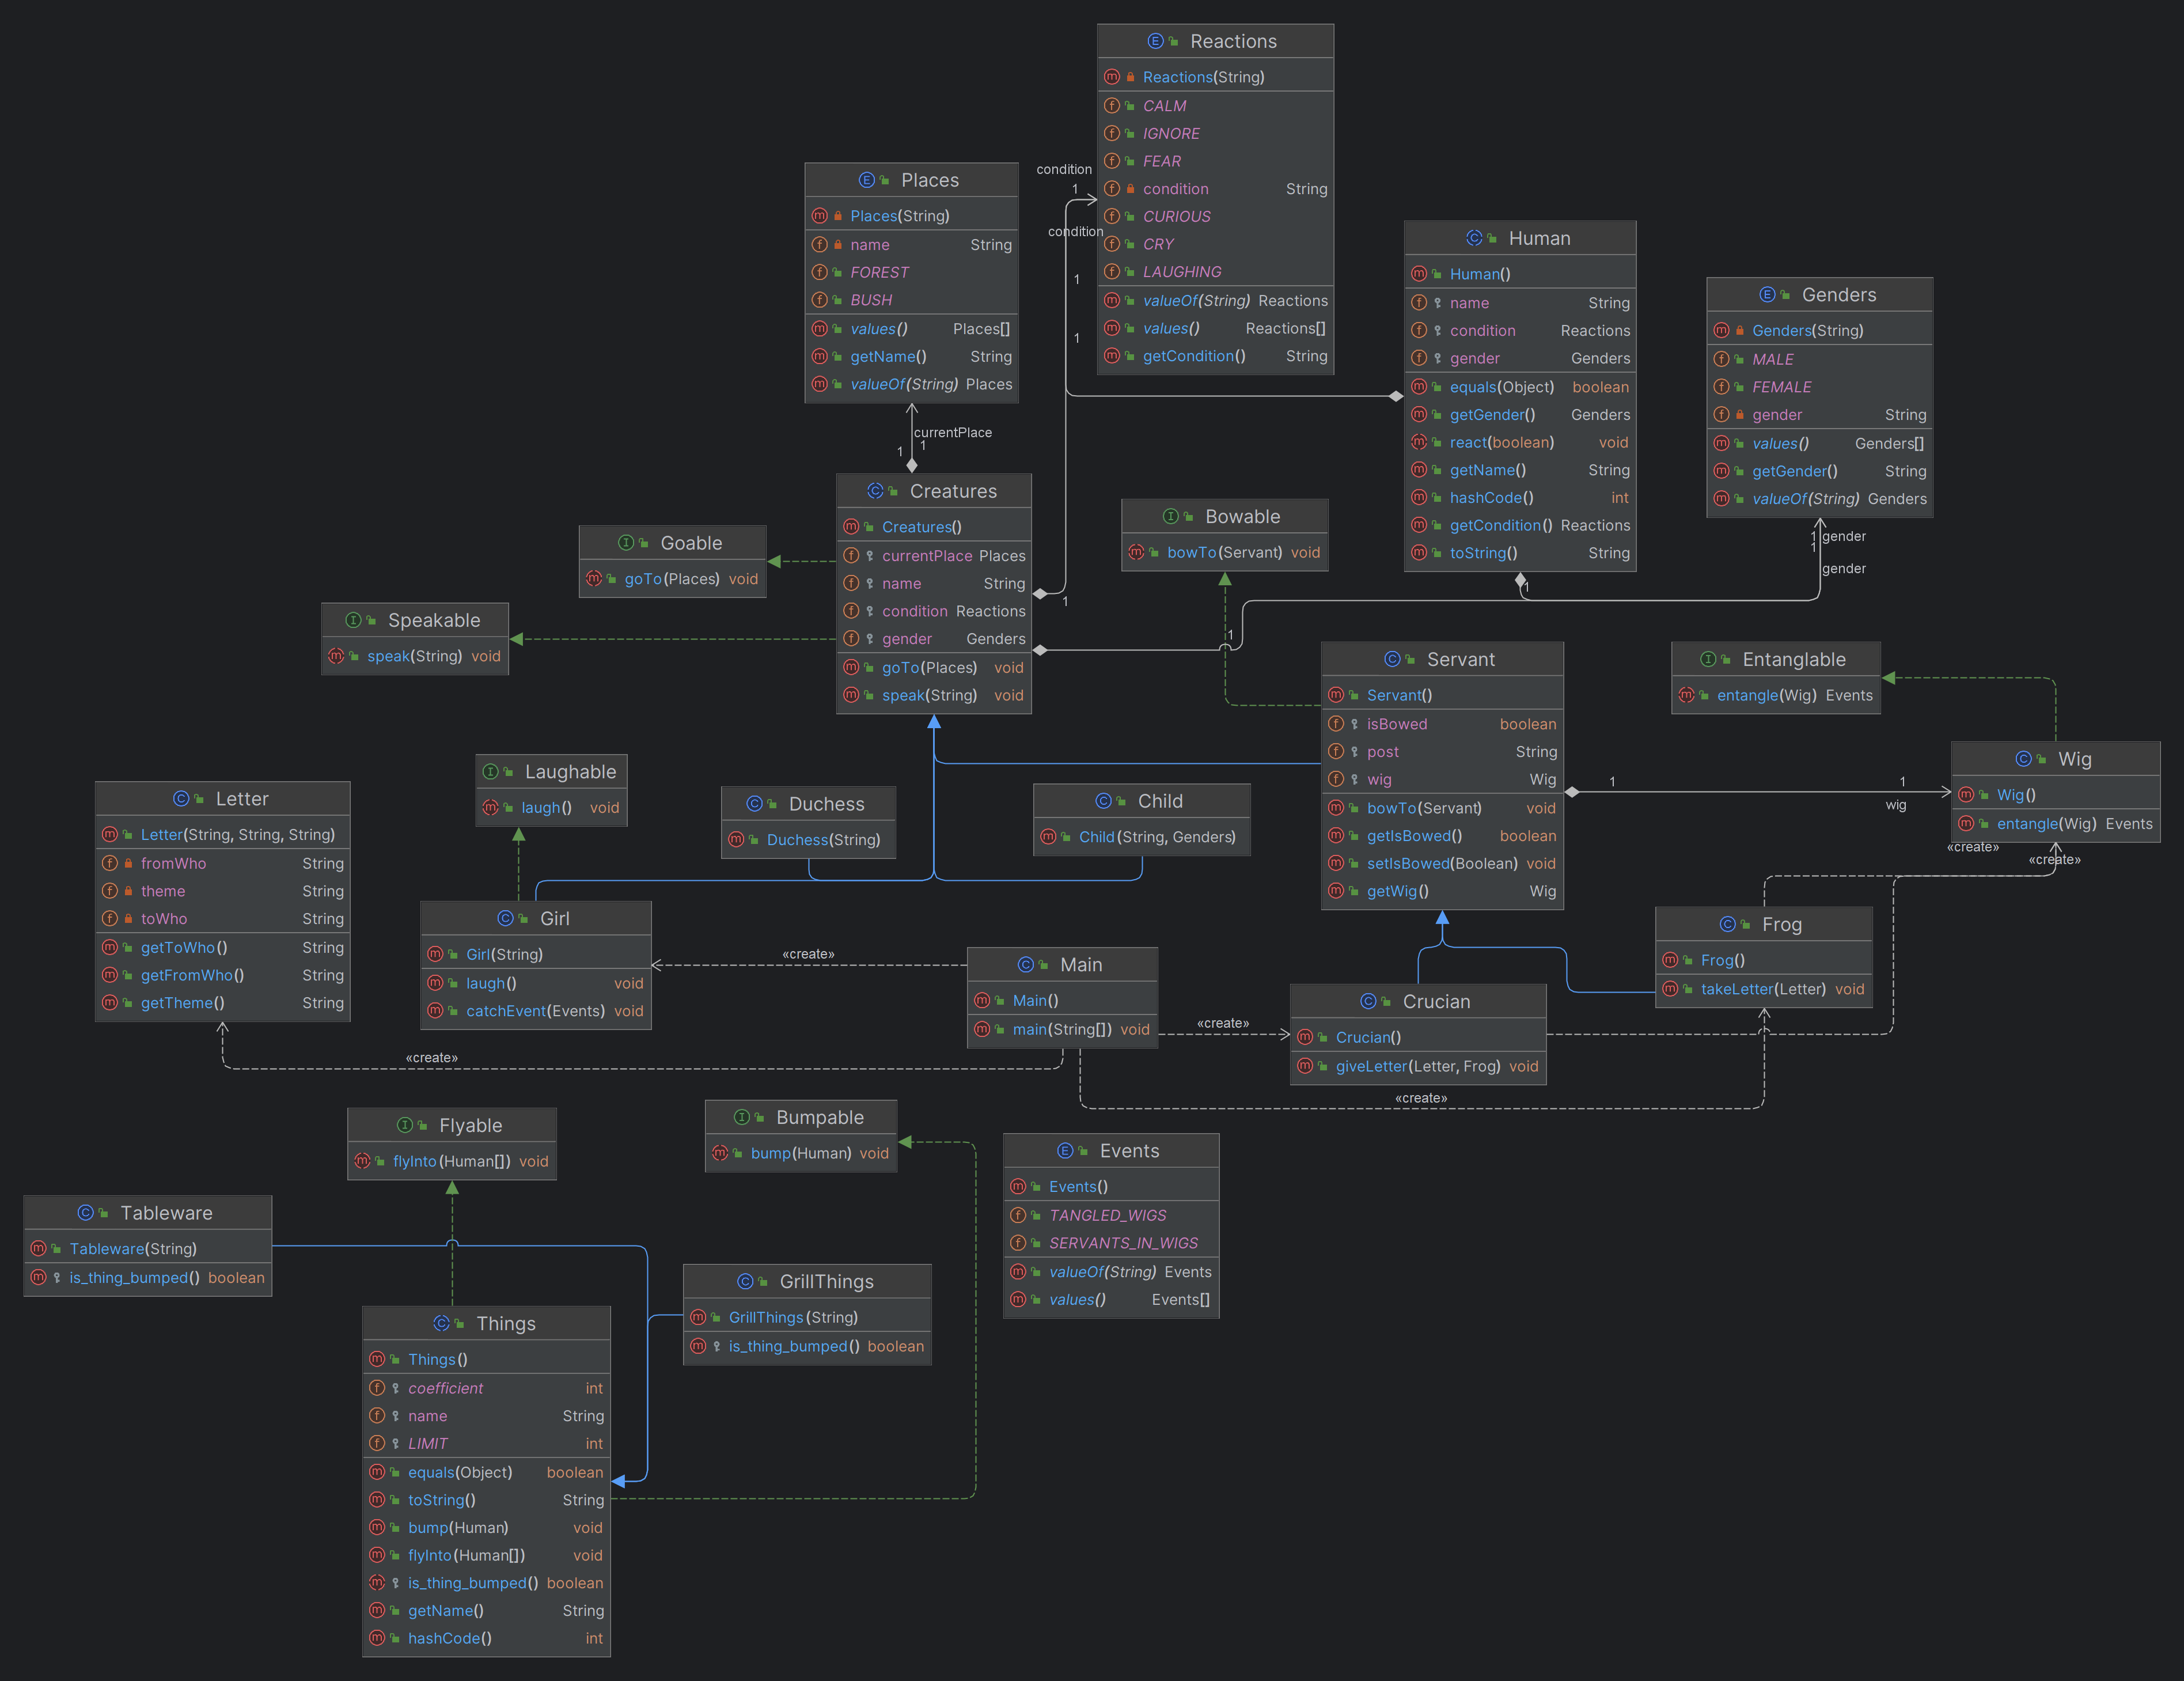 Reactions
Reactions(String)
CALM
IGNORE
FEAR
condition String
CURIOUS
CRY
LAUGHING
valueOf(String) Reactions
values() Reactions[]
getCondition() String
Places
Places(String)
name String
FOREST
BUSH
values() Places[]
getName() String
valueOf(String) Places
condition
1
condition
1
1
Human
Human()
name String
condition Reactions
gender Genders
equals(Object) boolean
getGender() Genders
react(boolean) void
getName() String
hashCode() int
getCondition() Reactions
toString() String
Genders
Genders(String)
MALE
FEMALE
gender String
values() Genders[]
getGender() String
valueOf(String) Genders
currentPlace
1
1
Creatures
Creatures()
currentPlace Places
name String
condition Reactions
gender Genders
goTo(Places) void
speak(String) void
Goable
goTo(Places) void
Speakable
speak(String) void
Bowable
bowTo(Servant) void
1 gender
1
gender
1
1
1
Servant
Servant()
isBowed boolean
post String
wig Wig
bowTo(Servant) void
getIsBowed() boolean
setIsBowed(Boolean) void
getWig() Wig
Entanglable
entangle(Wig) Events
1
1
wig
Wig
Wig()
entangle(Wig) Events
«create»
«create»
Laughable
laugh() void
Letter
Letter(String, String, String)
fromWho String
theme String
toWho String
getToWho() String
getFromWho() String
getTheme() String
Duchess
Duchess(String)
Child
Child(String, Genders)
Girl
Girl(String)
laugh() void
catchEvent(Events) void
«create»
Main
Main()
main(String[]) void
«create»
Crucian
Crucian()
giveLetter(Letter, Frog) void
Frog
Frog()
takeLetter(Letter) void
«create»
«create»
Flyable
flyInto(Human[]) void
Bumpable
bump(Human) void
Events
Events()
TANGLED_WIGS
SERVANTS_IN_WIGS
valueOf(String) Events
values() Events[]
Tableware
Tableware(String)
is_thing_bumped() boolean
GrillThings
GrillThings(String)
is_thing_bumped() boolean
Things
Things()
coefficient int
name String
LIMIT int
equals(Object) boolean
toString() String
bump(Human) void
flyInto(Human[]) void
is_thing_bumped() boolean
getName() String
hashCode() int